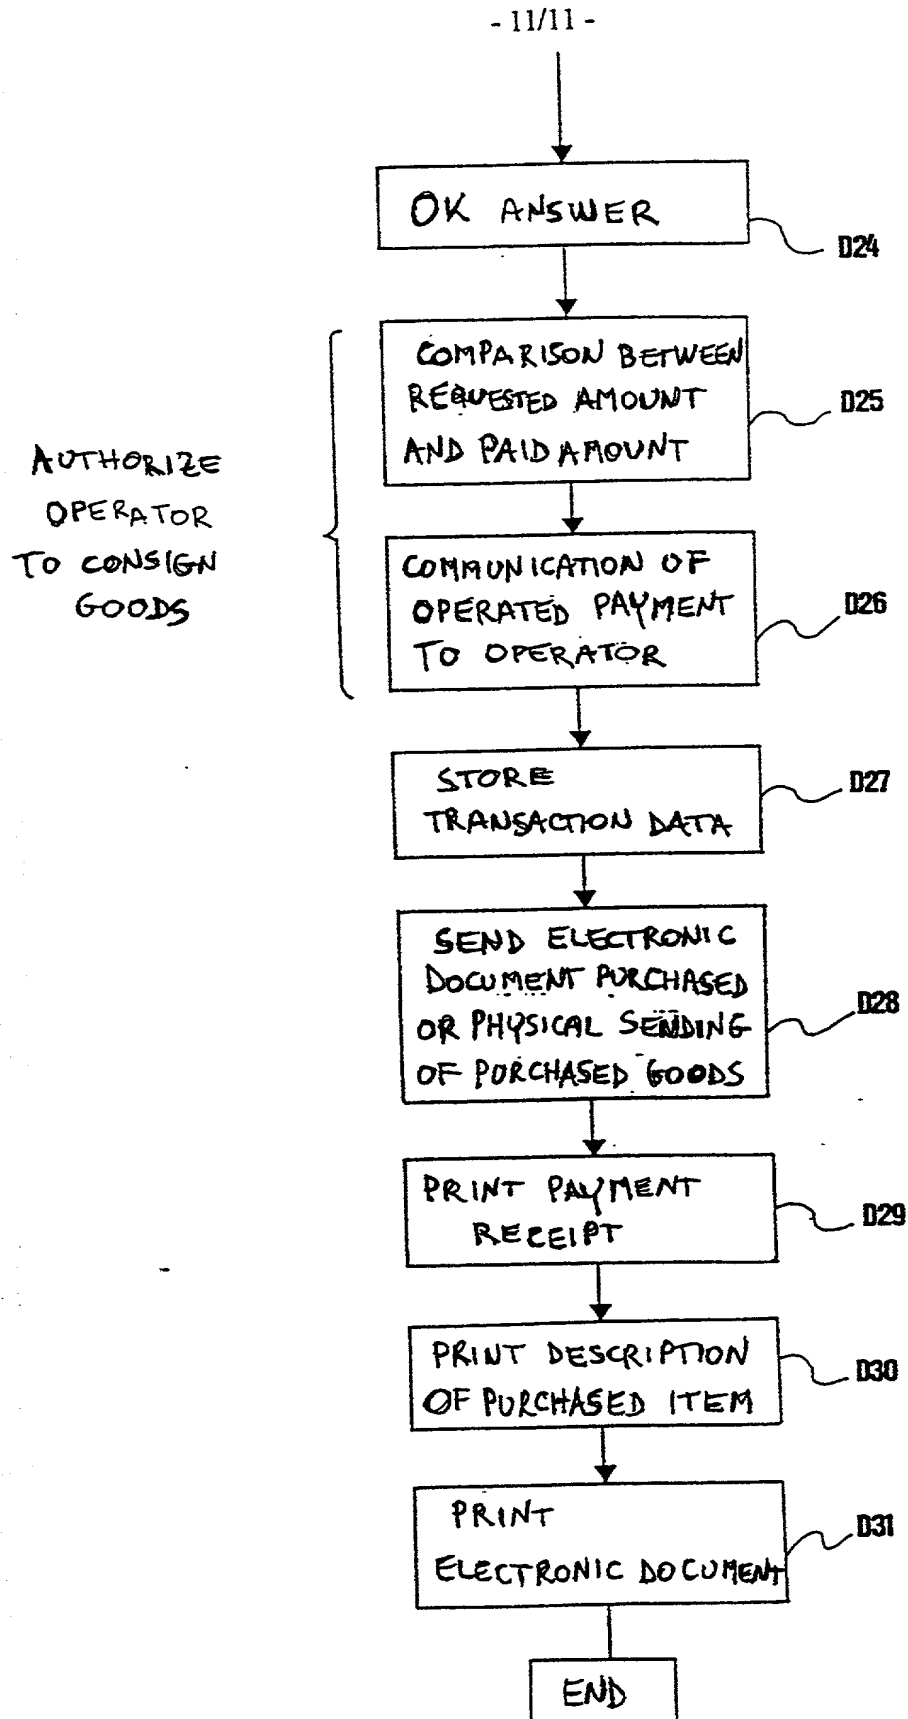 - 11/11 -
OK ANSWER
D24
COMPARISON BETWEEN
REQUESTED AMOUNT
AND PAID AMOUNT
D25
AUTHORIZE
OPERATOR
TO CONSIGN
GOODS
COMMUNICATION OF
OPERATED PAYMENT
TO OPERATOR
D26
STORE
TRANSACTION DATA
D27
SEND ELECTRONIC
DOCUMENT PURCHASED
OR PHYSICAL SENDING
OF PURCHASED GOODS
D28
PRINT PAYMENT
RECEIPT
D29
PRINT DESCRIPTION
OF PURCHASED ITEM
D30
PRINT
ELECTRONIC DOCUMENT
D31
END